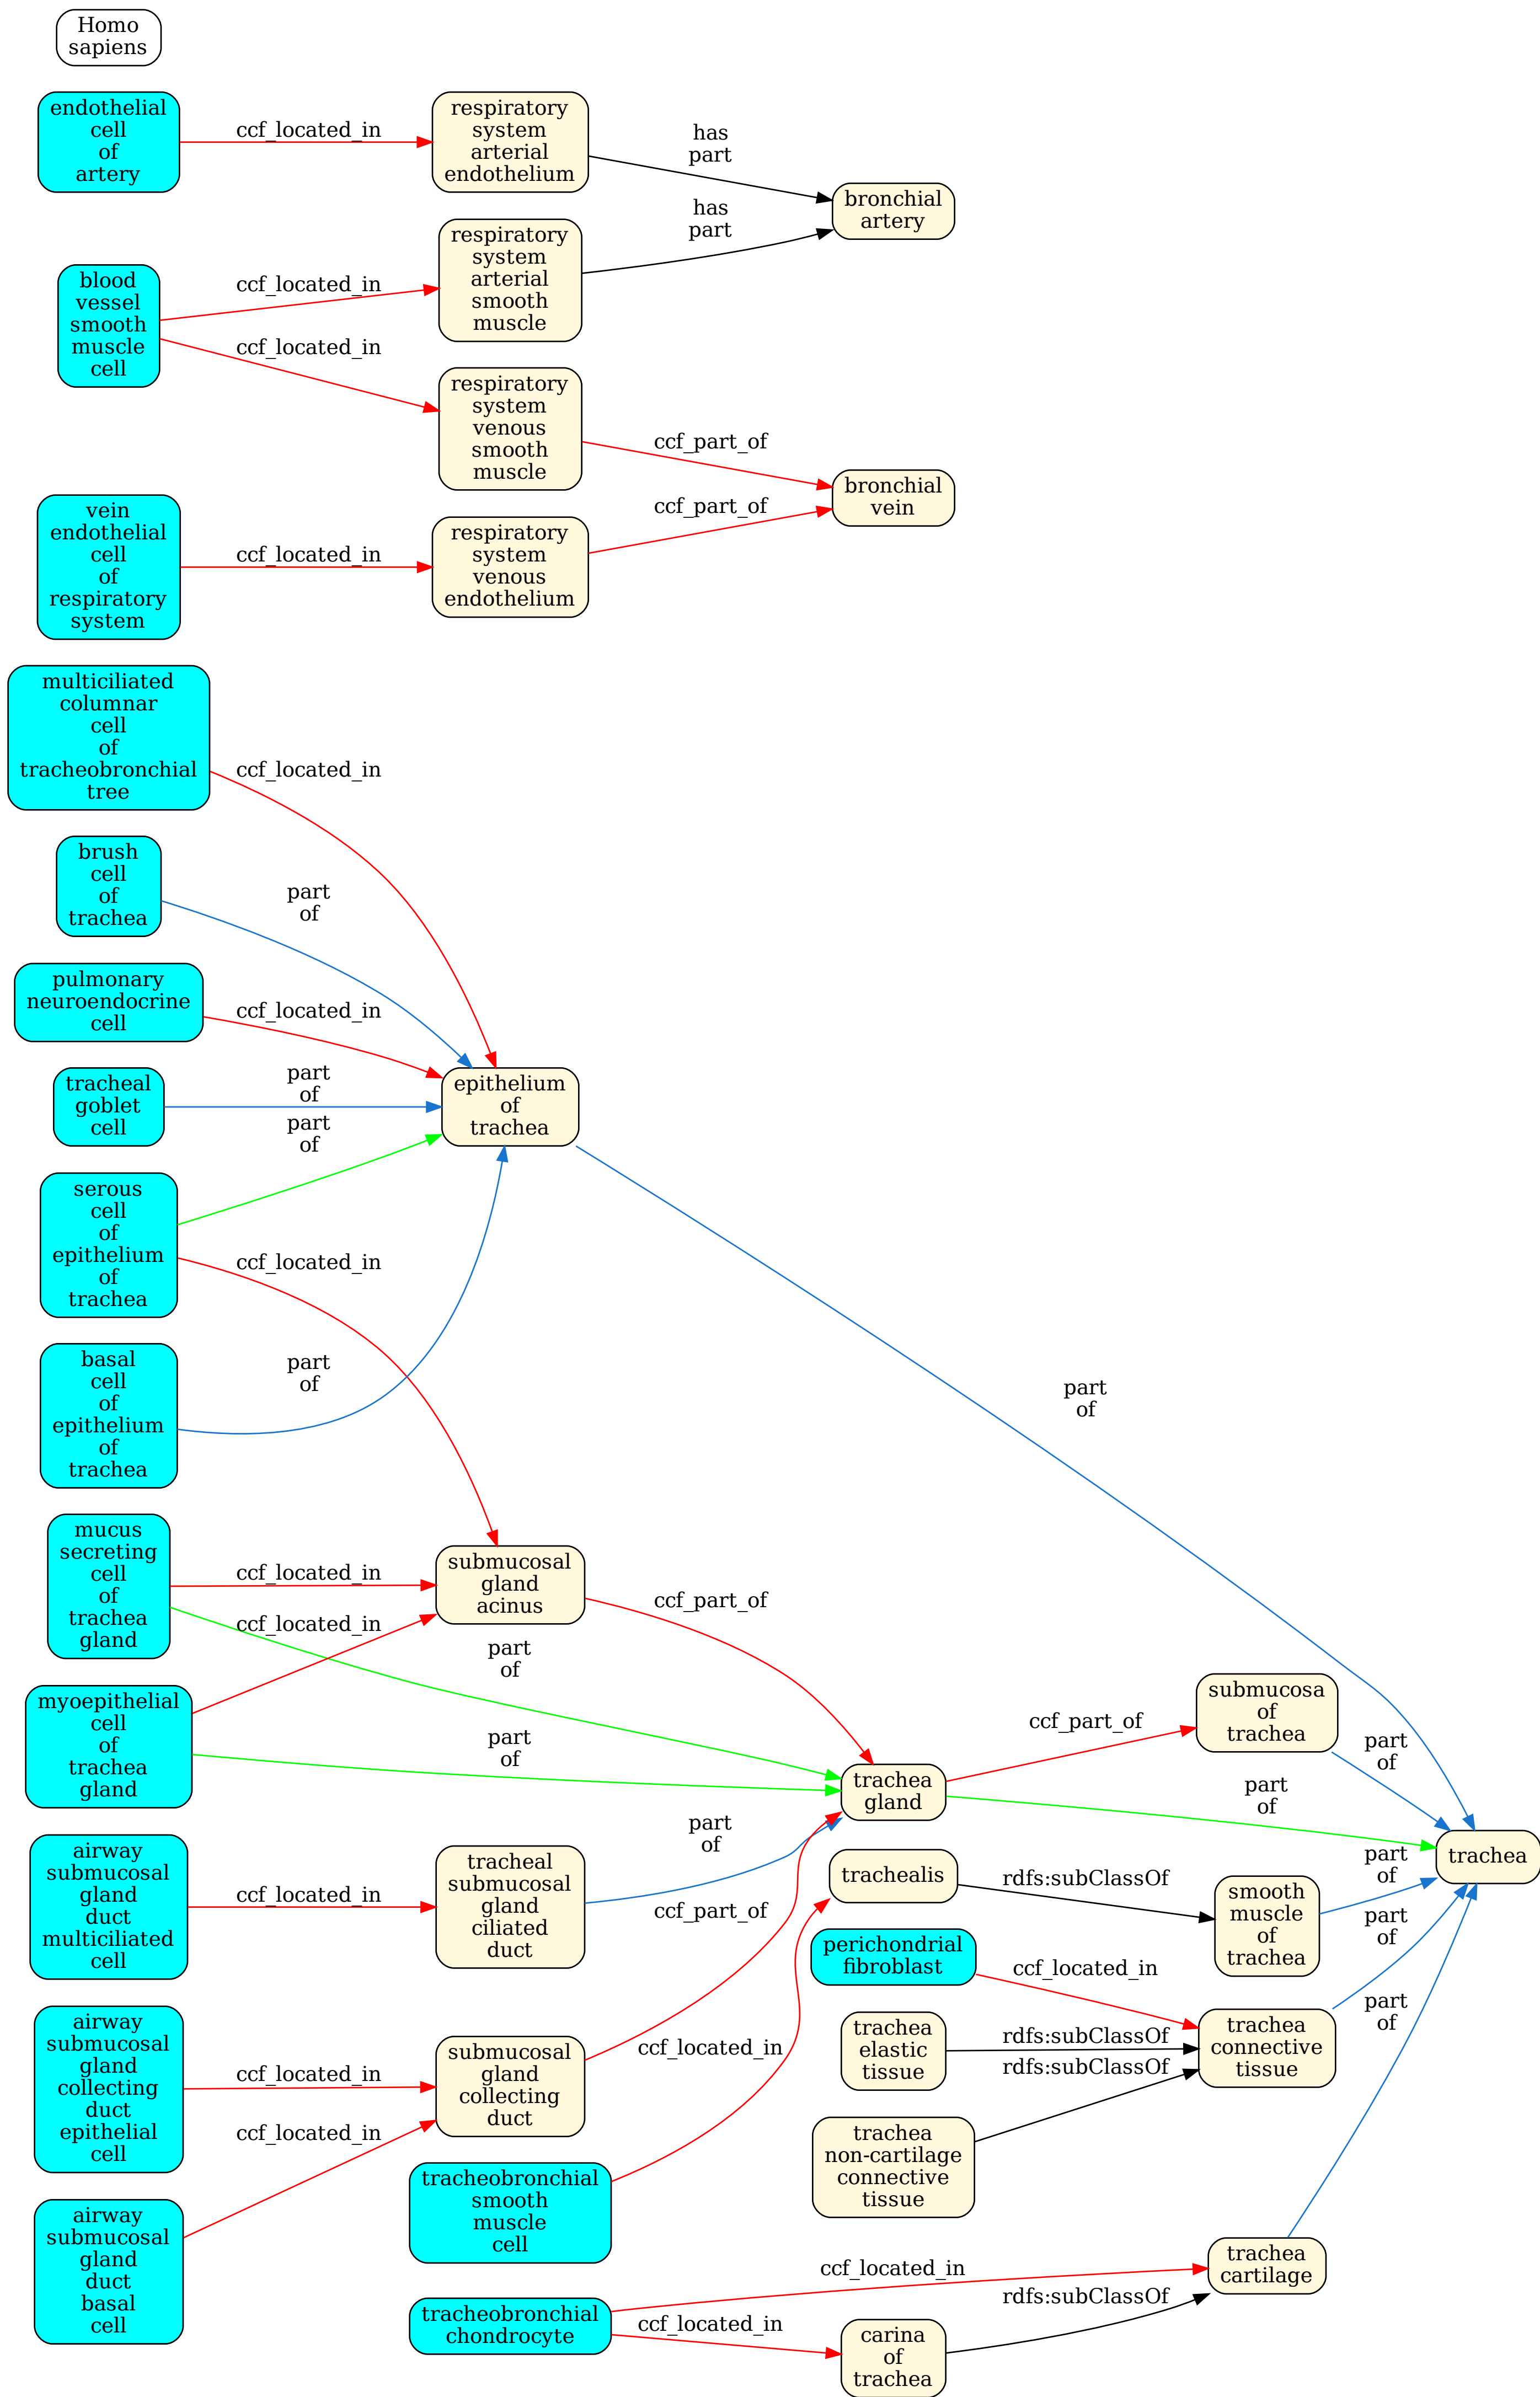 Homo
sapiens
endothelial
cell
of
artery
ccf_located_in
respiratory
system
arterial
endothelium
has
part
bronchial
artery
blood
vessel
smooth
muscle
cell
ccf_located_in
ccf_located_in
respiratory
system
arterial
smooth
muscle
has
part
respiratory
system
venous
smooth
muscle
ccf_part_of
bronchial
vein
vein
endothelial
cell
of
respiratory
system
ccf_located_in
respiratory
system
venous
endothelium
ccf_part_of
multiciliated
columnar
cell
of
tracheobronchial
tree
ccf_located_in
brush
cell
of
trachea
part
of
pulmonary
neuroendocrine
cell
ccf_located_in
tracheal
goblet
cell
part
of
epithelium
of
trachea
part
of
serous
cell
of
epithelium
of
trachea
part
of
ccf_located_in
basal
cell
of
epithelium
of
trachea
part
of
mucus
secreting
cell
of
trachea
gland
ccf_located_in
submucosal
gland
acinus
ccf_part_of
part
of
myoepithelial
cell
of
trachea
gland
ccf_located_in
part
of
trachea
gland
ccf_part_of
submucosa
of
trachea
part
of
part
of
trachea
airway
submucosal
gland
duct
multiciliated
cell
ccf_located_in
tracheal
submucosal
gland
ciliated
duct
part
of
trachealis
rdfs:subClassOf
smooth
muscle
of
trachea
part
of
perichondrial
fibroblast
ccf_located_in
airway
submucosal
gland
collecting
duct
epithelial
cell
ccf_located_in
submucosal
gland
collecting
duct
ccf_part_of
trachea
elastic
tissue
rdfs:subClassOf
trachea
connective
tissue
part
of
trachea
non-cartilage
connective
tissue
rdfs:subClassOf
airway
submucosal
gland
duct
basal
cell
ccf_located_in
tracheobronchial
smooth
muscle
cell
ccf_located_in
tracheobronchial
chondrocyte
ccf_located_in
ccf_located_in
trachea
cartilage
part
of
carina
of
trachea
rdfs:subClassOf